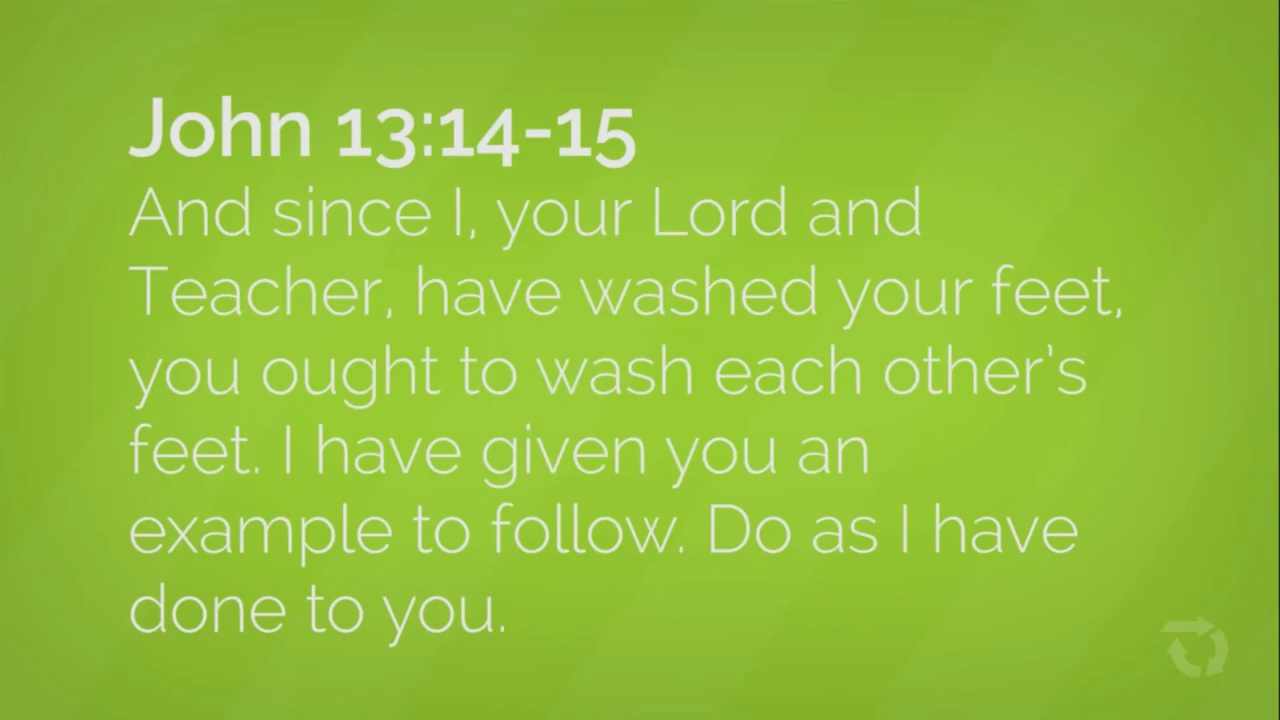 John 13:14-15
And since I, your Lord and
Teacher, have washed your feet,
you ought to wash each other's
feet. I have given you an
example to follow. Do as I have
done to you.